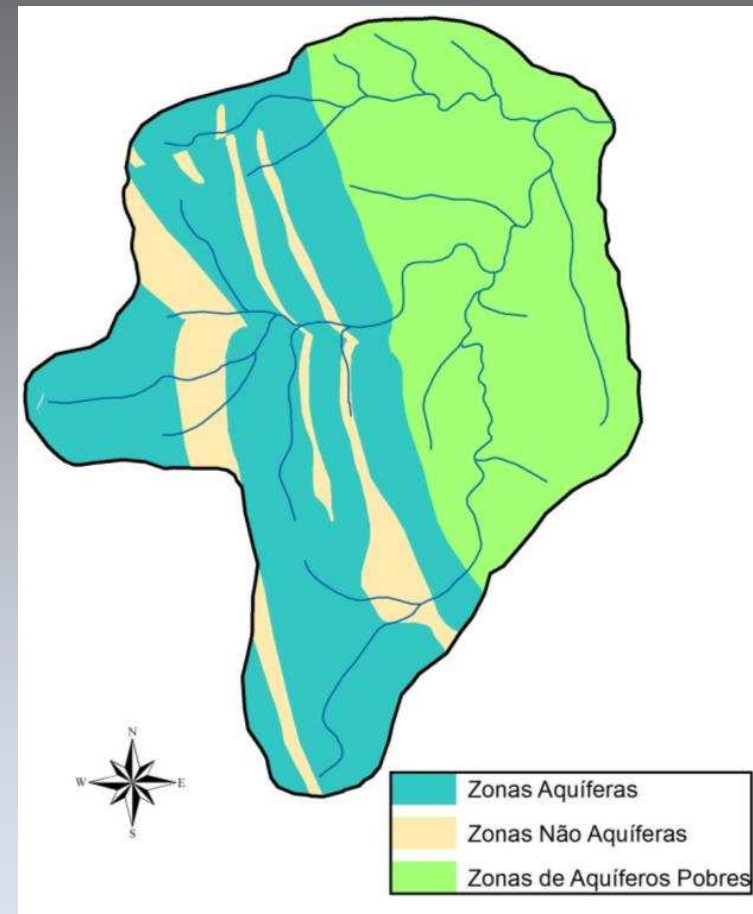 N
W E
S
Zonas Aquíferas
Zonas Não Aquíferas
Zonas de Aquíferos Pobres